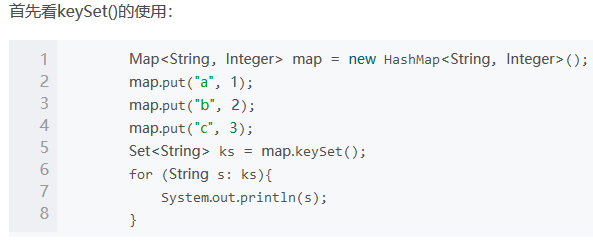 首先看keySet()的使用：
1 Map<String, Integer> map = new HashMap<String, Integer>();
2 map.put("a", 1);
3 map.put("b", 2);
4 map.put("c", 3);
5 Set<String> ks = map.keySet();
6 for (String s: ks){
7 System.out.println(s);
8 }